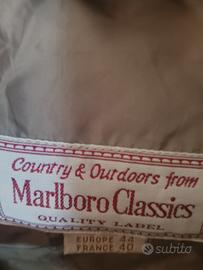 Country & Outdoors from
Marlboro Classics
QUALITY LABEL
EUROPE 44
FRANCE 40
subito